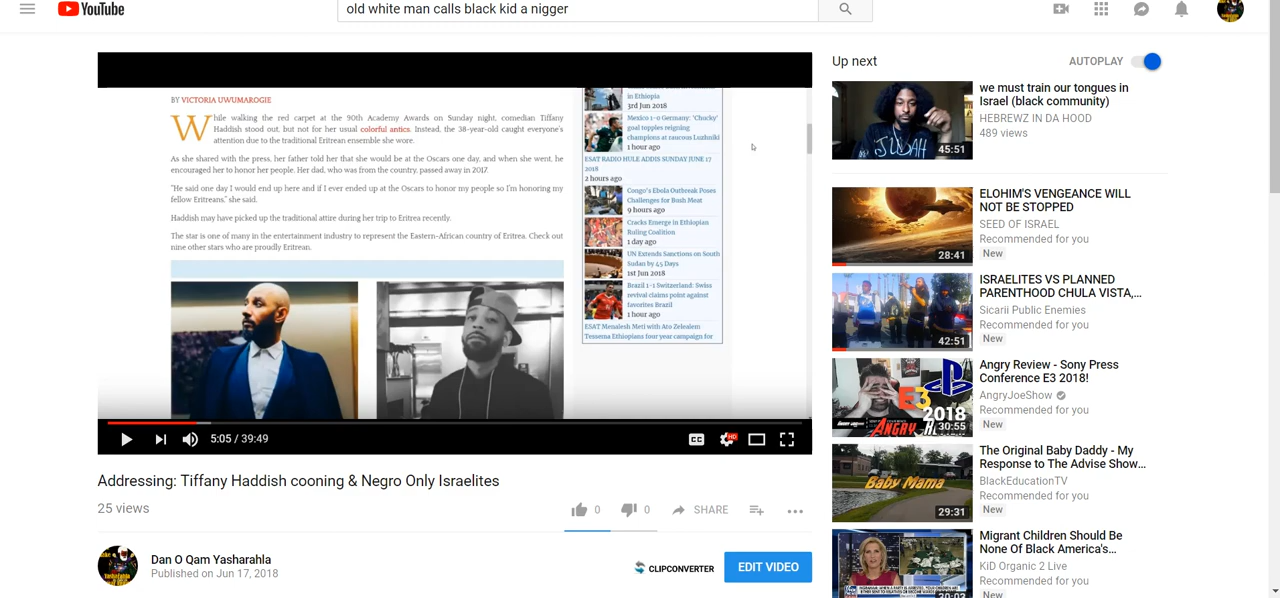 YouTube
old white man calls black kid a nigger
BY VICTORIA UWUMAROGIE
While walking the red carpet at the 90th Academy Awards on Sunday night, comedian Tiffany
Haddish stood out, but not for her usual colorful antics. Instead, the 38-year-old caught everyone's
attention due to the traditional Eritrean ensemble she wore.
As she shared with the press, her father told her that she would be at the Oscars one day, and when she went, he
encouraged her to honor her people. Her dad, who was from the country, passed away in 2017.
"He said one day I would end up here and if I ever ended up at the Oscars to honor my people so I'm honoring my
fellow Eritreans," she said.
Haddish may have picked up the traditional attire during her trip to Eritrea recently.
The star is one of many in the entertainment industry to represent the Eastern-African country of Eritrea. Check out
nine other stars who are proudly Eritrean.
in Ethiopia
3rd Jun 2018
Mexico 1-0 Germany: 'Chucky'
goal topples reigning
champions at raucous Luzhniki
1 hour ago
ESAT RADIO HULE ADDIS SUNDAY JUNE 17
2018
2 hours ago
Congo's Ebola Outbreak Poses
Challenges for Bush Meat
9 hours ago
Cracks Emerge in Ethiopian
Ruling Coalition
1 day ago
UN Extends Sanctions on South
Sudan by 45 Days
1st Jun 2018
Brazil 1-1 Switzerland: Swiss
revival claims point against
favorites Brazil
1 hour ago
ESAT Menalesh Meti with Ato Zelealem
Tessema Ethiopians four year campaign for
5:05 / 39:49
CC
HD
Addressing: Tiffany Haddish cooning & Negro Only Israelites
25 views
0
0
SHARE
Dan O Qam Yasharahla
Published on Jun 17, 2018
CLIPCONVERTER
EDIT VIDEO
Up next
AUTOPLAY
JUDAH
45:51
we must train our tongues in
Israel (black community)
HEBREWZ IN DA HOOD
489 views
28:41
ELOHIM'S VENGEANCE WILL
NOT BE STOPPED
SEED OF ISRAEL
Recommended for you
New
42:51
ISRAELITES VS PLANNED
PARENTHOOD CHULA VISTA,...
Sicarii Public Enemies
Recommended for you
New
E3
2018
ANGRY
30:55
Angry Review - Sony Press
Conference E3 2018!
AngryJoeShow
Recommended for you
New
Baby Mama
29:31
The Original Baby Daddy - My
Response to The Advise Show...
BlackEducationTV
Recommended for you
New
Migrant Children Should Be
None Of Black America's...
KiD Organic 2 Live
Recommended for you
New